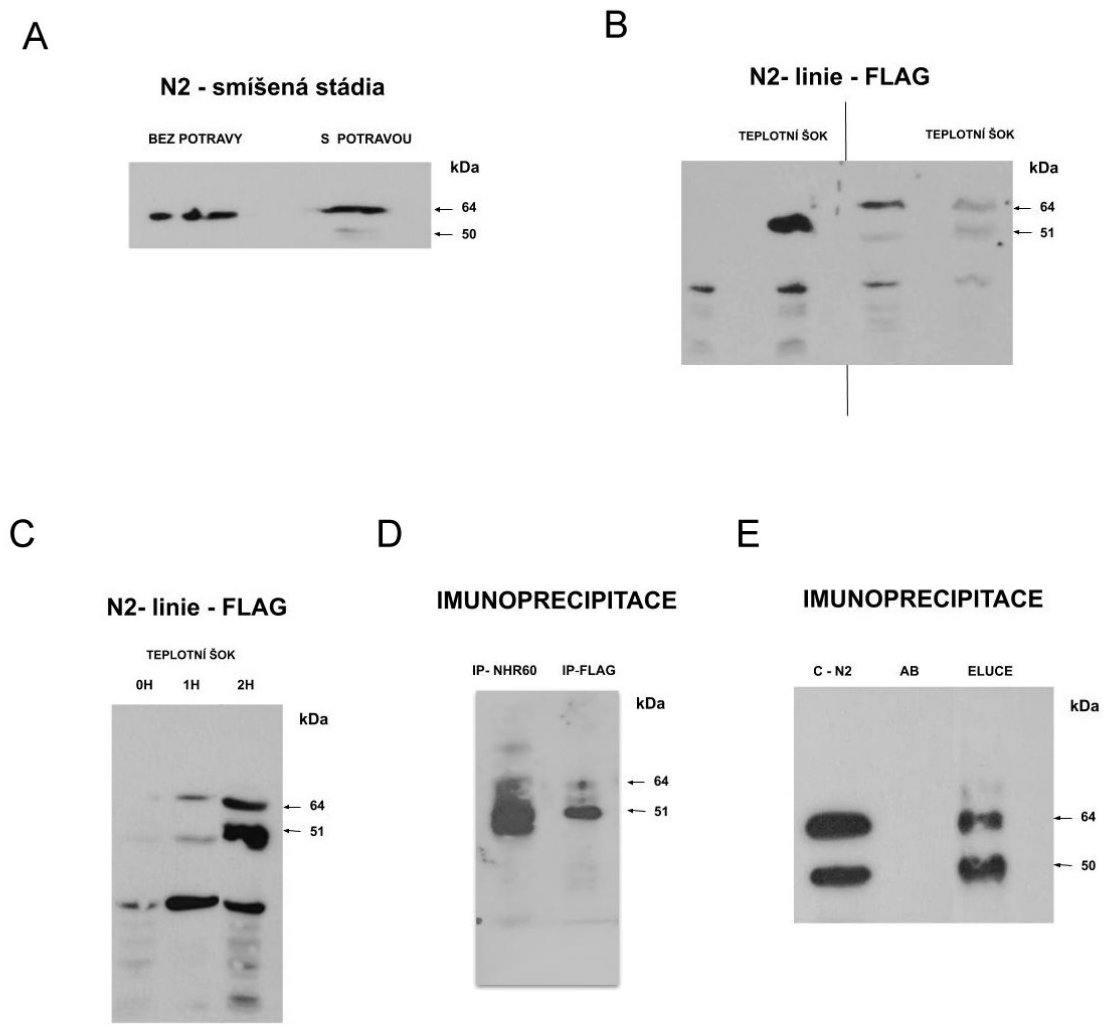 A
N2 - smíšená stádia
BEZ POTRAVY S POTRAVOU
kDa
64
50
B
N2- linie - FLAG
TEPLOTNÍ ŠOK TEPLOTNÍ ŠOK
kDa
64
51
C
N2- linie - FLAG
TEPLOTNÍ ŠOK
0H 1H 2H
kDa
64
51
D
IMUNOPRECIPITACE
IP- NHR60 IP-FLAG
kDa
64
51
E
IMUNOPRECIPITACE
C - N2 AB ELUCE
kDa
64
50